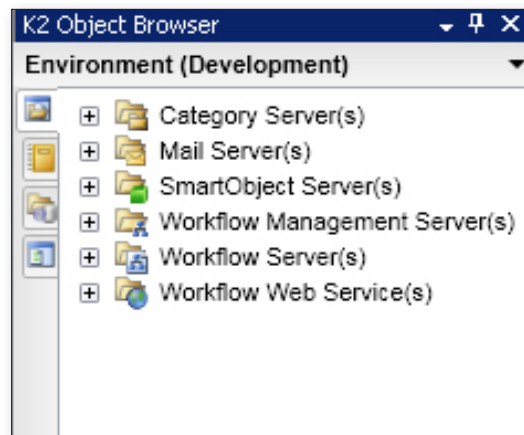 K2 Object Browser
Environment (Development)
Category Server(s)
Mail Server(s)
SmartObject Server(s)
Workflow Management Server(s)
Workflow Server(s)
Workflow Web Service(s)